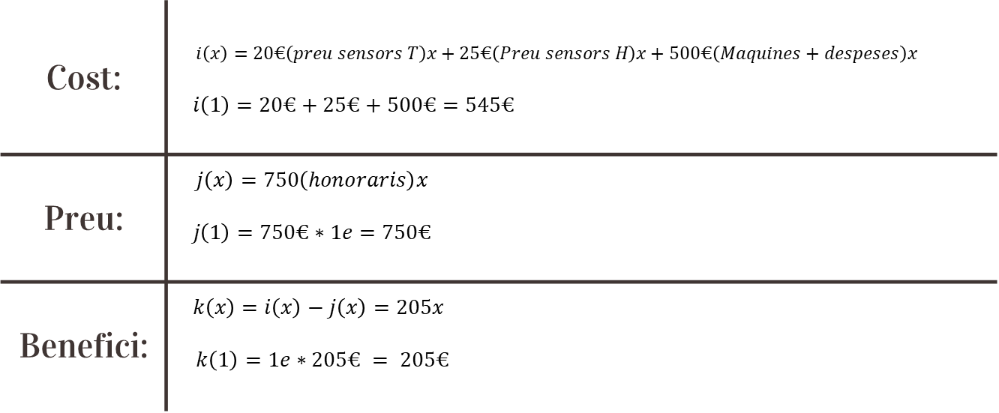 Cost:
i(x) = 20€(preu sensors T)x + 25€(Preu sensors H)x + 500€(Maquines + despeses)x
i(1) = 20€ + 25€ + 500€ = 545€
Preu:
j(x) = 750(honoraris)x
j(1) = 750€ * 1e = 750€
Benefici:
k(x) = i(x) − j(x) = 205x
k(1) = 1e * 205€ = 205€